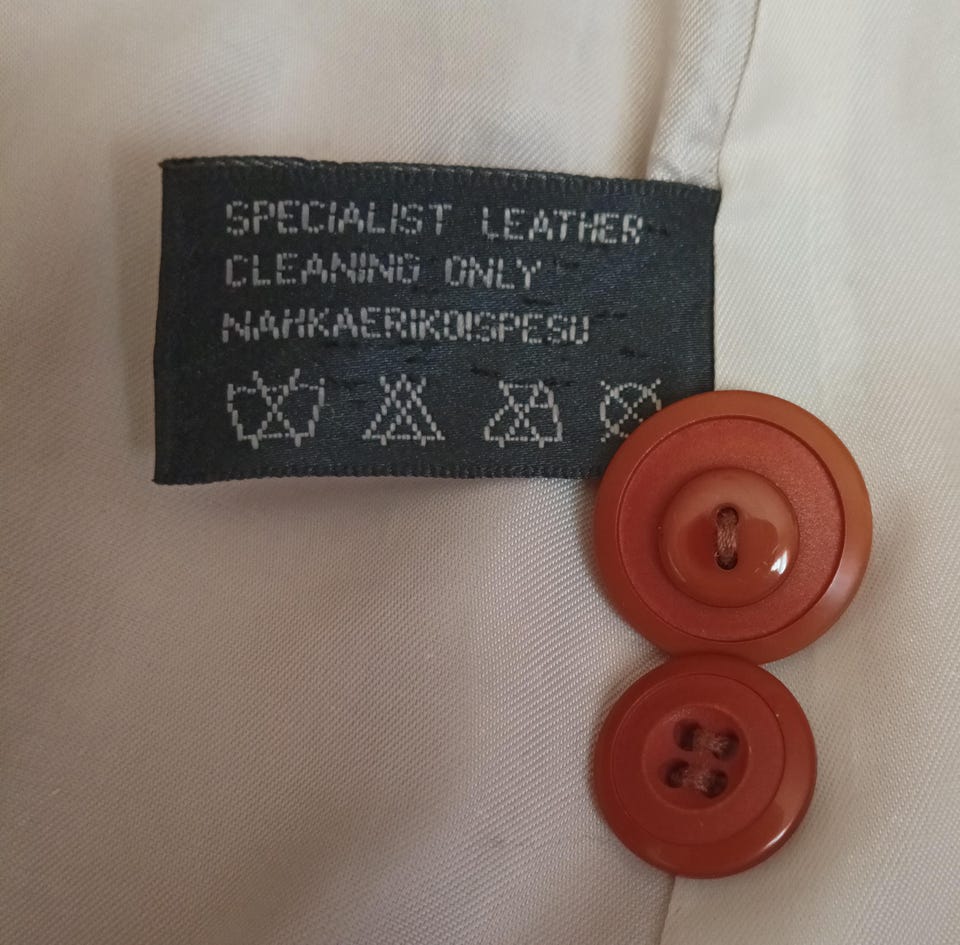 SPECIALIST LEATHER
CLEANING ONLY
NAHKAERIKOISPESU